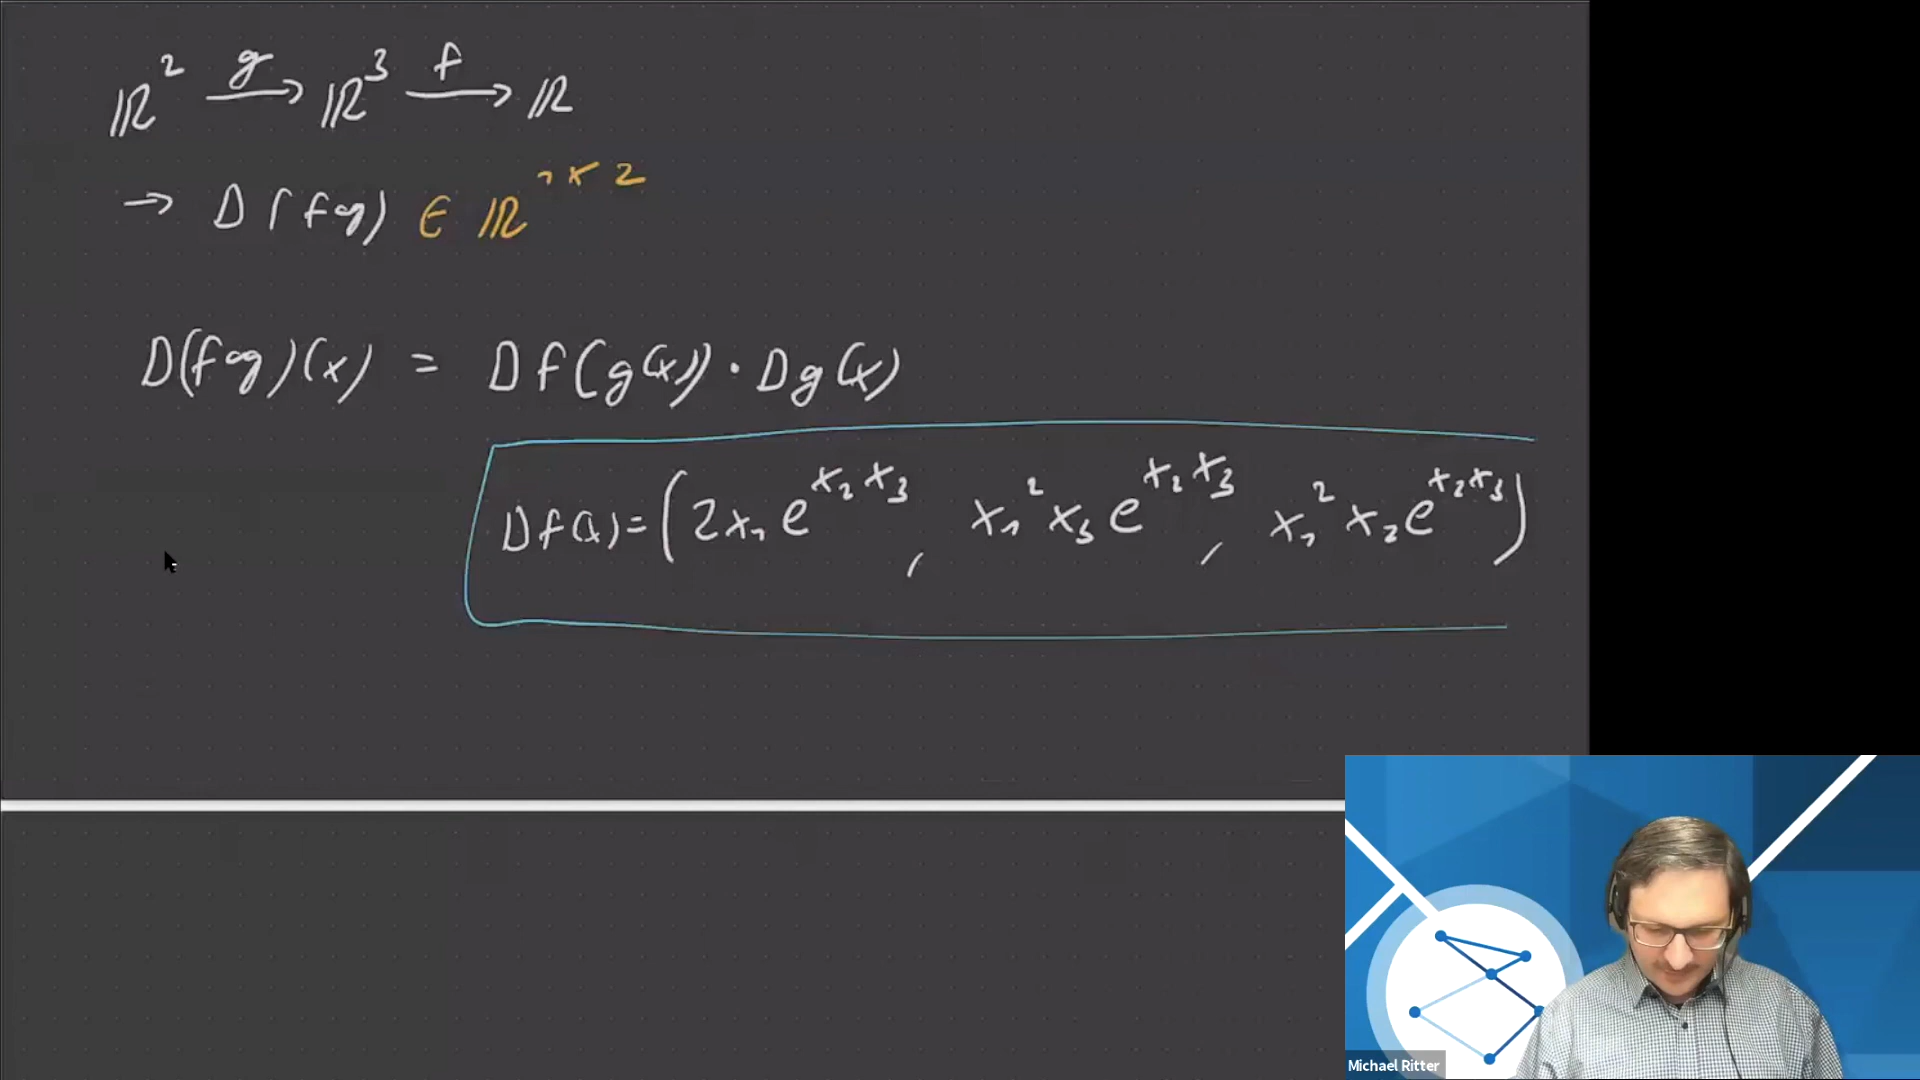 ℝ² —g→ ℝ³ —f→ ℝ
→ D(f∘g) ∈ ℝ^{1×2}
D(f∘g)(x) = Df(g(x)) · Dg(x)
Df(x) = (2x₁e^{x₂x₃}, x₁²x₃e^{x₂x₃}, x₁²x₂e^{x₂x₃})
Michael Ritter